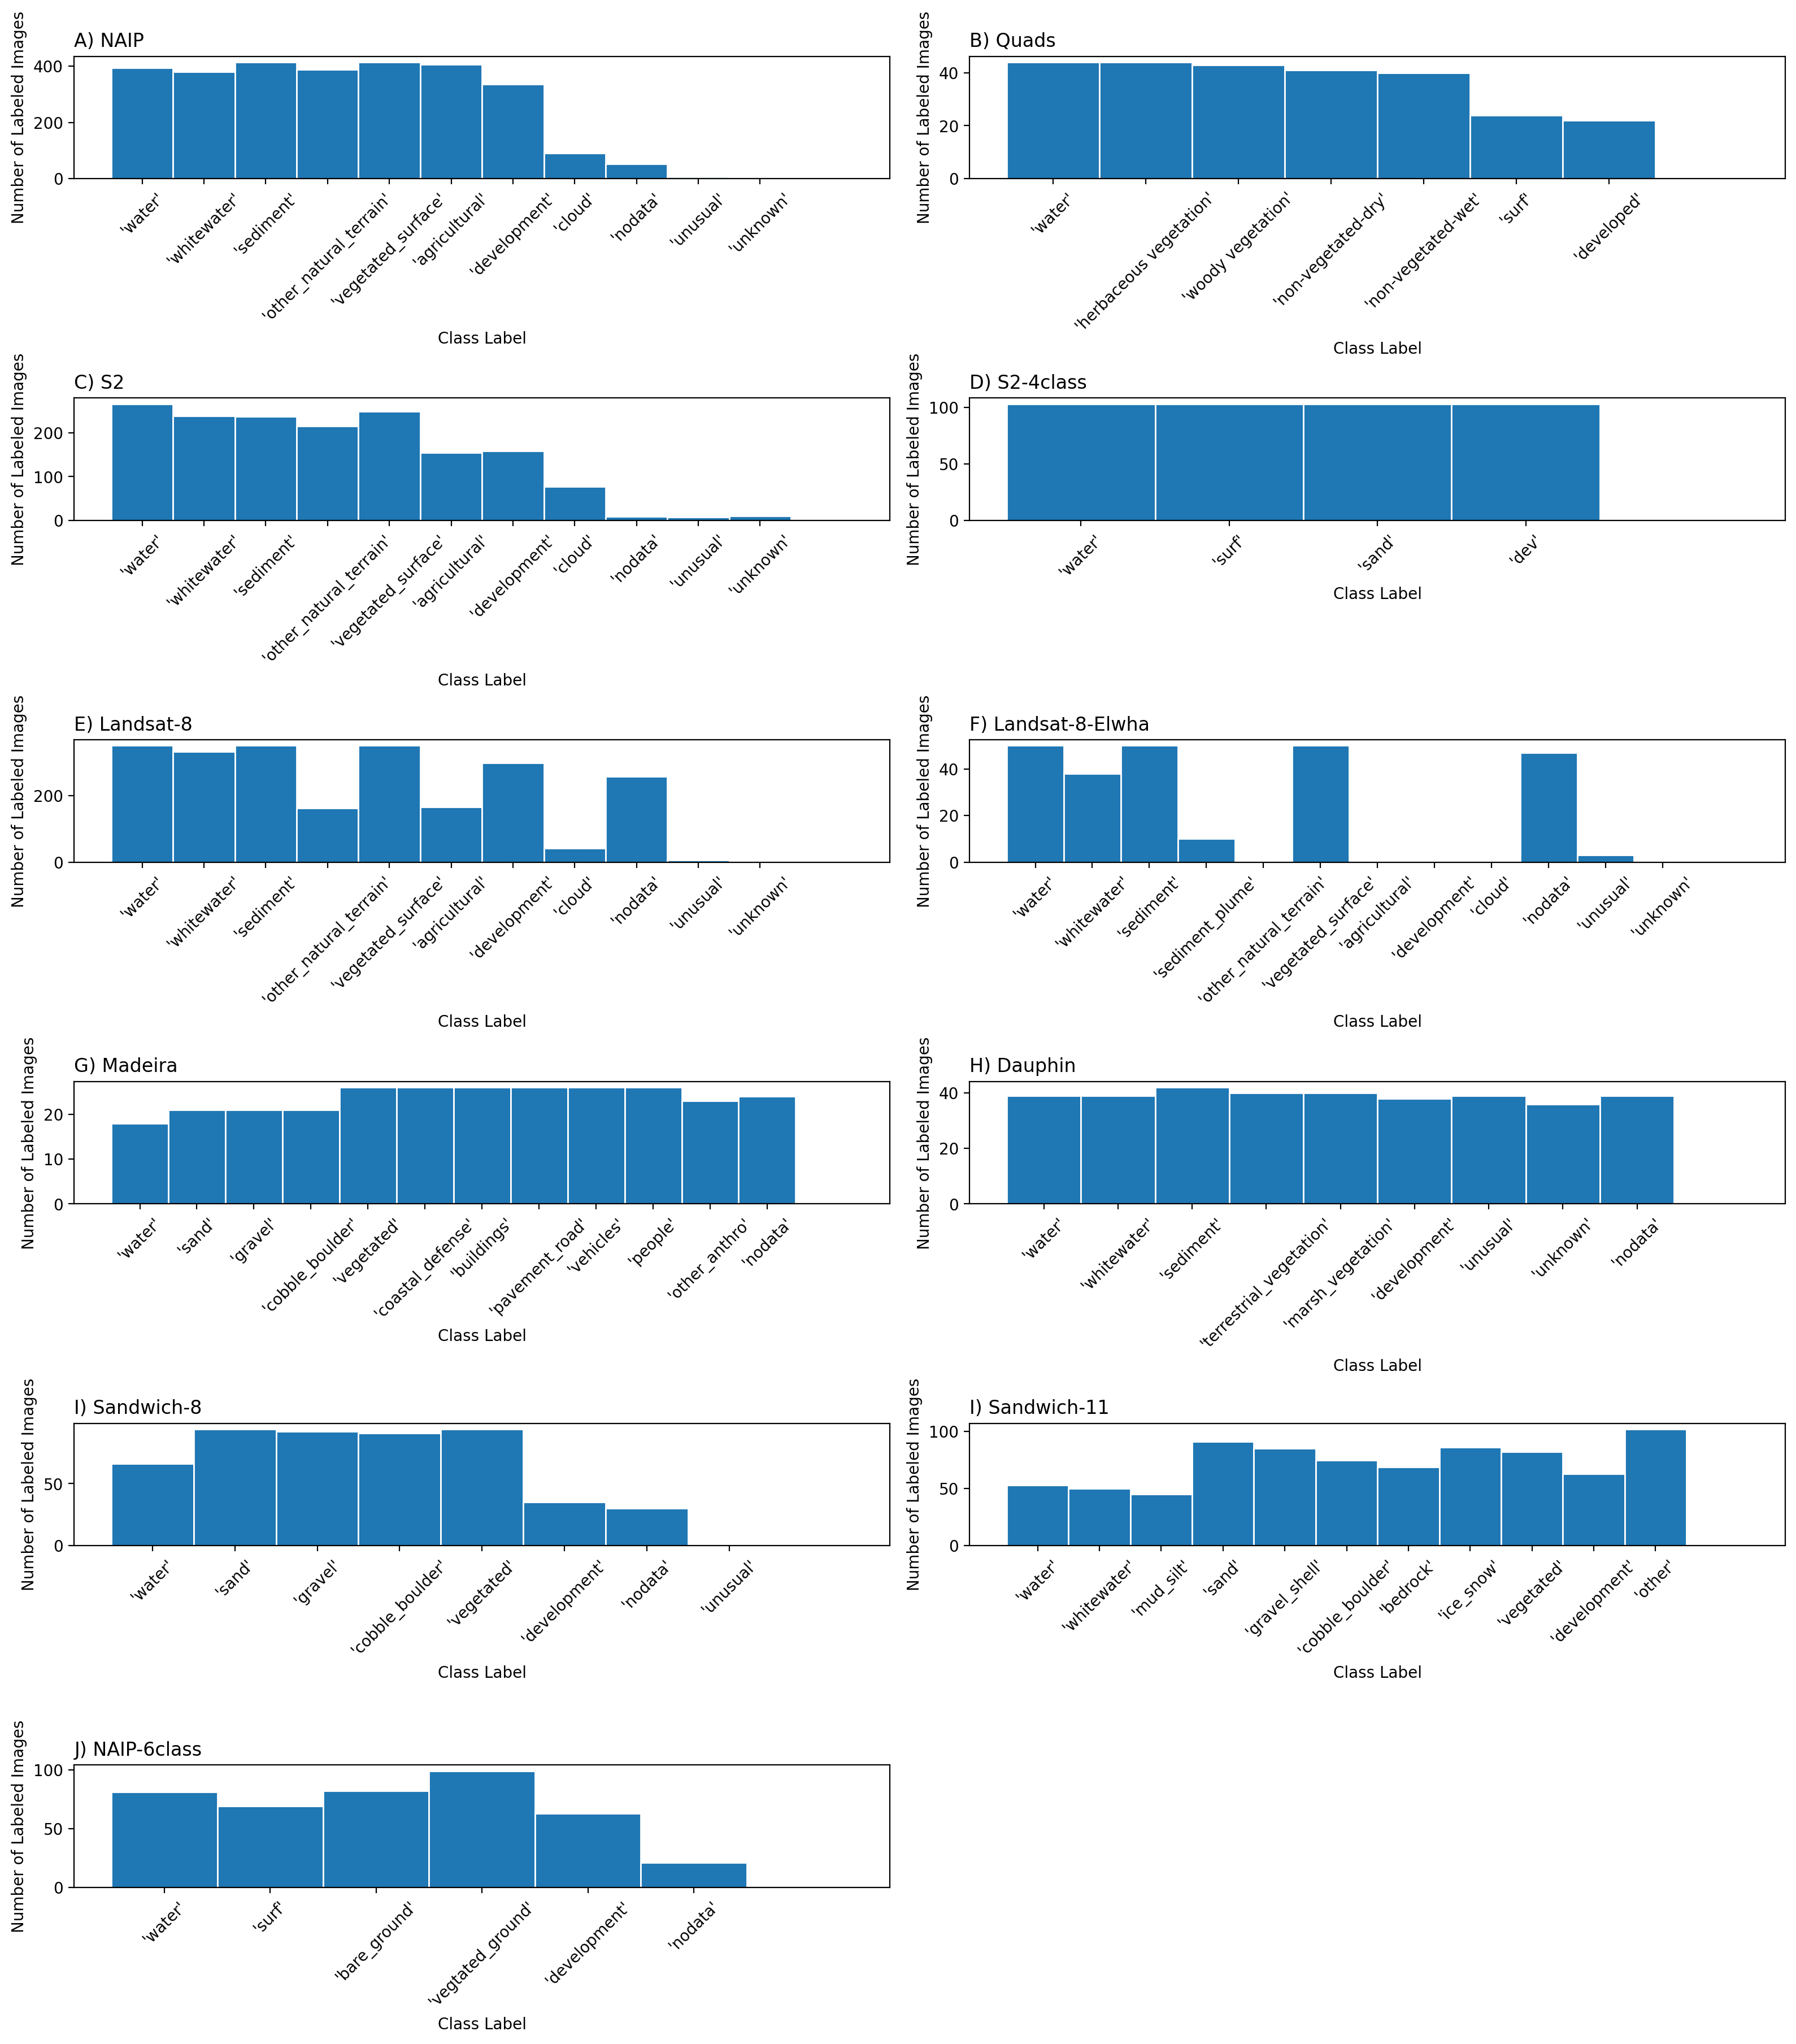 A) NAIP
Number of Labeled Images
400
200
0
'water'
'whitewater'
'sediment'
'other_natural_terrain'
'vegetated_surface'
'agricultural'
'development'
'cloud'
'nodata'
'unusual'
'unknown'
Class Label
B) Quads
Number of Labeled Images
40
20
0
'water'
'herbaceous vegetation'
'woody vegetation'
'non-vegetated-dry'
'non-vegetated-wet'
'surf'
'developed'
Class Label
C) S2
Number of Labeled Images
200
100
0
'water'
'whitewater'
'sediment'
'other_natural_terrain'
'vegetated_surface'
'agricultural'
'development'
'cloud'
'nodata'
'unusual'
'unknown'
Class Label
D) S2-4class
Number of Labeled Images
100
50
0
'water'
'surf'
'sand'
'dev'
Class Label
E) Landsat-8
Number of Labeled Images
200
0
'water'
'whitewater'
'sediment'
'other_natural_terrain'
'vegetated_surface'
'agricultural'
'development'
'cloud'
'nodata'
'unusual'
'unknown'
Class Label
F) Landsat-8-Elwha
Number of Labeled Images
40
20
0
'water'
'whitewater'
'sediment'
'sediment_plume'
'other_natural_terrain'
'vegetated_surface'
'agricultural'
'development'
'cloud'
'nodata'
'unusual'
'unknown'
Class Label
G) Madeira
Number of Labeled Images
20
10
0
'water'
'sand'
'gravel'
'cobble_boulder'
'vegetated'
'coastal_defense'
'buildings'
'pavement_road'
'vehicles'
'people'
'other_anthro'
'nodata'
Class Label
H) Dauphin
Number of Labeled Images
40
20
0
'water'
'whitewater'
'sediment'
'terrestrial_vegetation'
'marsh_vegetation'
'development'
'unusual'
'unknown'
'nodata'
Class Label
I) Sandwich-8
Number of Labeled Images
50
0
'water'
'sand'
'gravel'
'cobble_boulder'
'vegetated'
'development'
'nodata'
'unusual'
Class Label
I) Sandwich-11
Number of Labeled Images
100
50
0
'water'
'whitewater'
'mud_silt'
'sand'
'gravel_shell'
'cobble_boulder'
'bedrock'
'ice_snow'
'vegetated'
'development'
'other'
Class Label
J) NAIP-6class
Number of Labeled Images
100
50
0
'water'
'surf'
'bare_ground'
'vegtated_ground'
'development'
'nodata'
Class Label